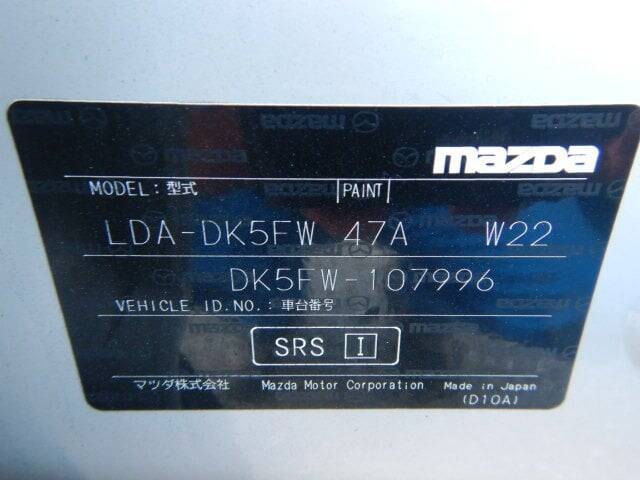 mazda
MODEL：型式 PAINT
LDA-DK5FW 47A W22
DK5FW-107996
VEHICLE ID.NO.：車台番号
SRS I
マツダ株式会社 Mazda Motor Corporation Made in Japan
(D10A)